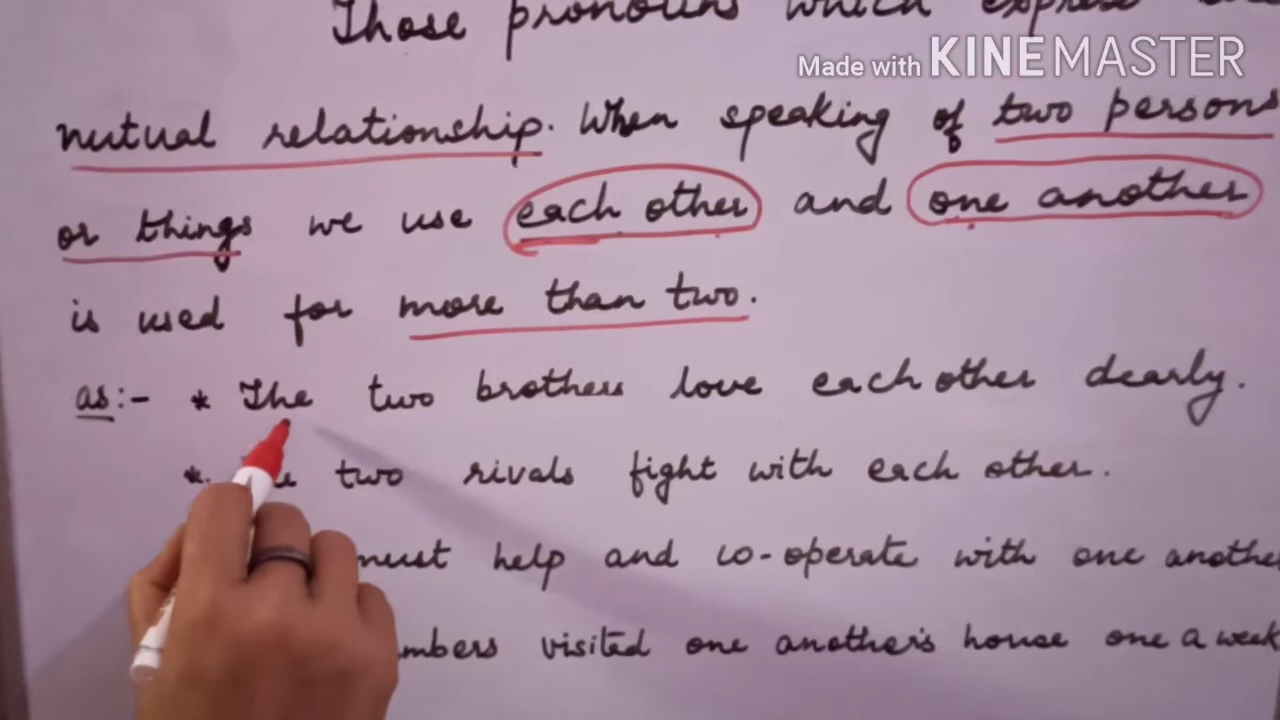 Those pronouns which express
Made with KINEMASTER
mutual relationship. When speaking of two persons
or things we use each other and one another
is used for more than two.
as:- * The two brothers love each other dearly.
*. two rivals fight with each other.
must help and co-operate with one another
visited one another's house one a week